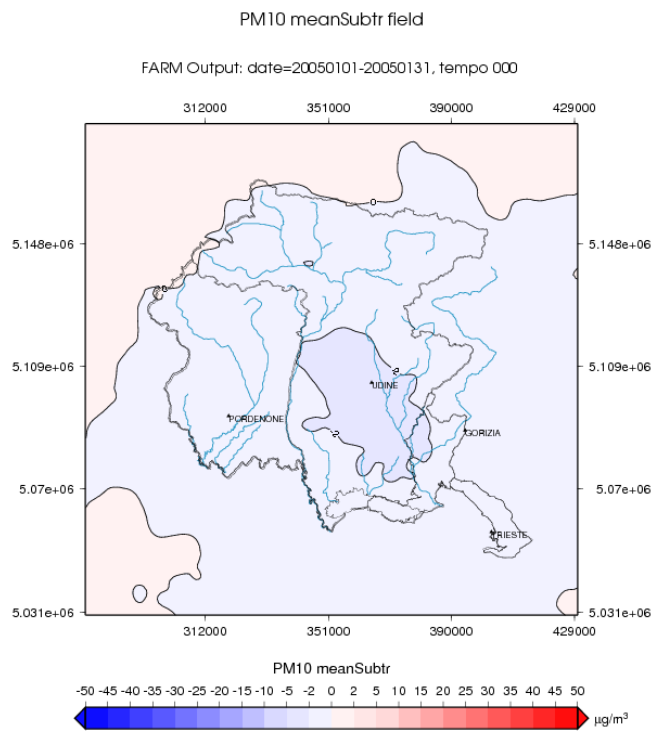 PM10 meanSubtr field
FARM Output: date=20050101-20050131, tempo 000
312000 351000 390000 429000
5.148e+06 5.148e+06
5.109e+06 5.109e+06
5.07e+06 5.07e+06
5.031e+06 5.031e+06
0
0
0
-2
UDINE
PORDENONE
-2
GORIZIA
TRIESTE
312000 351000 390000 429000
PM10 meanSubtr
-50 -45 -40 -35 -30 -20 -15 -10 -5 -2 0 2 5 10 15 20 30 35 40 45 50
µg/m³